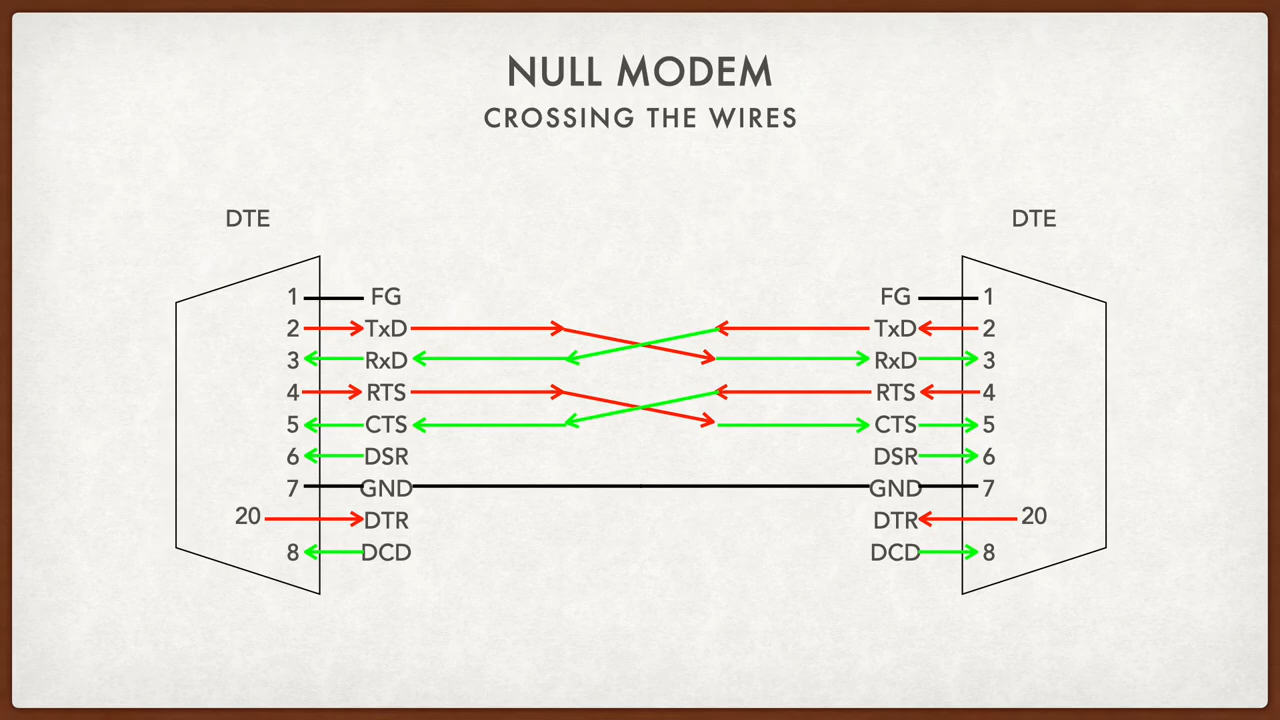 NULL MODEM
CROSSING THE WIRES
DTE DTE
1 FG FG 1
2 TxD TxD 2
3 RxD RxD 3
4 RTS RTS 4
5 CTS CTS 5
6 DSR DSR 6
7 GND GND 7
20 DTR DTR 20
8 DCD DCD 8